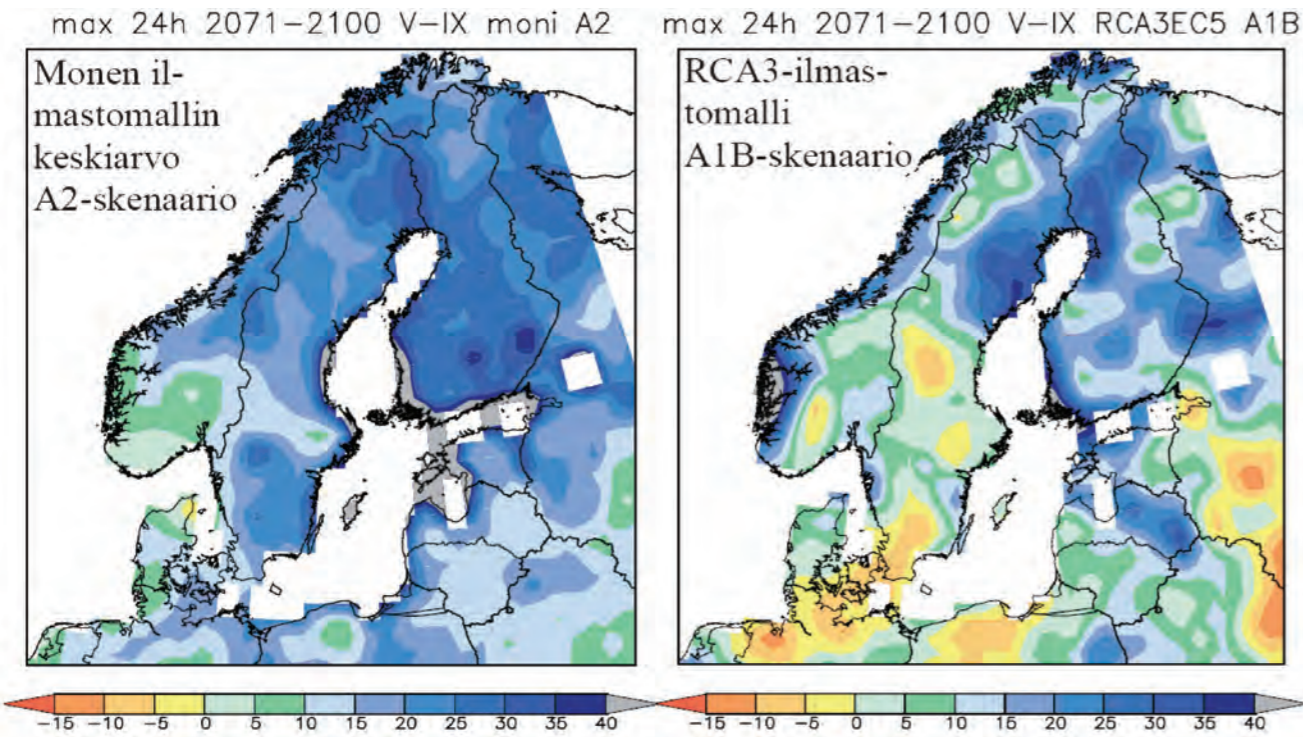 max 24h 2071-2100 V-IX moni A2
Monen il-
mastomallin
keskiarvo
A2-skenaario
-15 -10 -5 0 5 10 15 20 25 30 35 40
max 24h 2071-2100 V-IX RCA3EC5 A1B
RCA3-ilmas-
tomalli
A1B-skenaario
-15 -10 -5 0 5 10 15 20 25 30 35 40